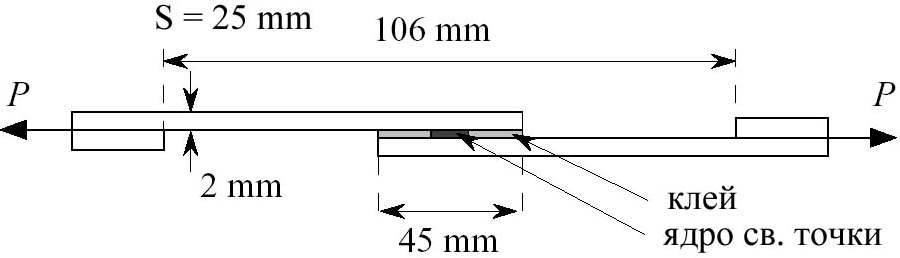 S = 25 mm
106 mm
P
P
2 mm
клей
45 mm
ядро св. точки